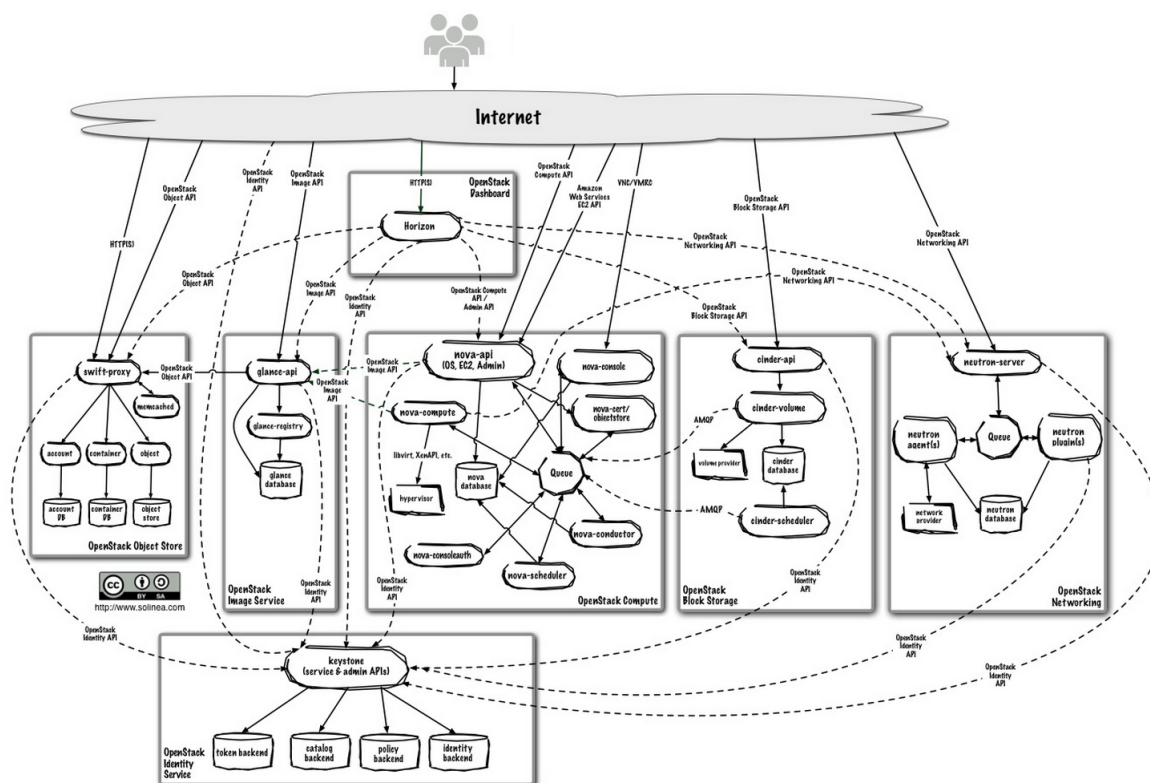 Internet
OpenStack
Identity
API
OpenStack
Image API
OpenStack
Object API
HTTP(S)
HTTP(S)
OpenStack
Dashboard
Horizon
OpenStack
Compute API
Amazon
Web Services
EC2 API
VNC/VMRC
OpenStack
Block Storage API
OpenStack
Networking API
OpenStack
Networking API
OpenStack
Networking API
OpenStack
Object API
OpenStack
Image API
OpenStack
Identity
API
OpenStack Compute
API /
Admin API
OpenStack
Block Storage API
swift-proxy
memcached
account
container
object
account
DB
container
DB
object
store
OpenStack Object Store
OpenStack
Object API
glance-api
glance-registry
glance
database
OpenStack
Image Service
OpenStack
Image API
OpenStack
Image API
nova-api
(OS, EC2, Admin)
nova-console
nova-cert/
objectstore
nova-compute
libvirt, XenAPI, etc.
hypervisor
nova
database
Queue
nova-conductor
nova-consoleauth
nova-scheduler
OpenStack Compute
AMQP
AMQP
cinder-api
cinder-volume
volume provider
cinder
database
cinder-scheduler
OpenStack
Block Storage
neutron-server
neutron
agent(s)
Queue
neutron
plugin(s)
network
provider
neutron
database
OpenStack
Networking
CC
BY SA
http://www.solinea.com
OpenStack
Identity API
OpenStack
Identity
API
OpenStack
Identity
API
OpenStack
Identity
API
OpenStack
Identity
API
OpenStack
Identity
API
keystone
(service & admin APIs)
token backend
catalog
backend
policy
backend
identity
backend
OpenStack
Identity
Service